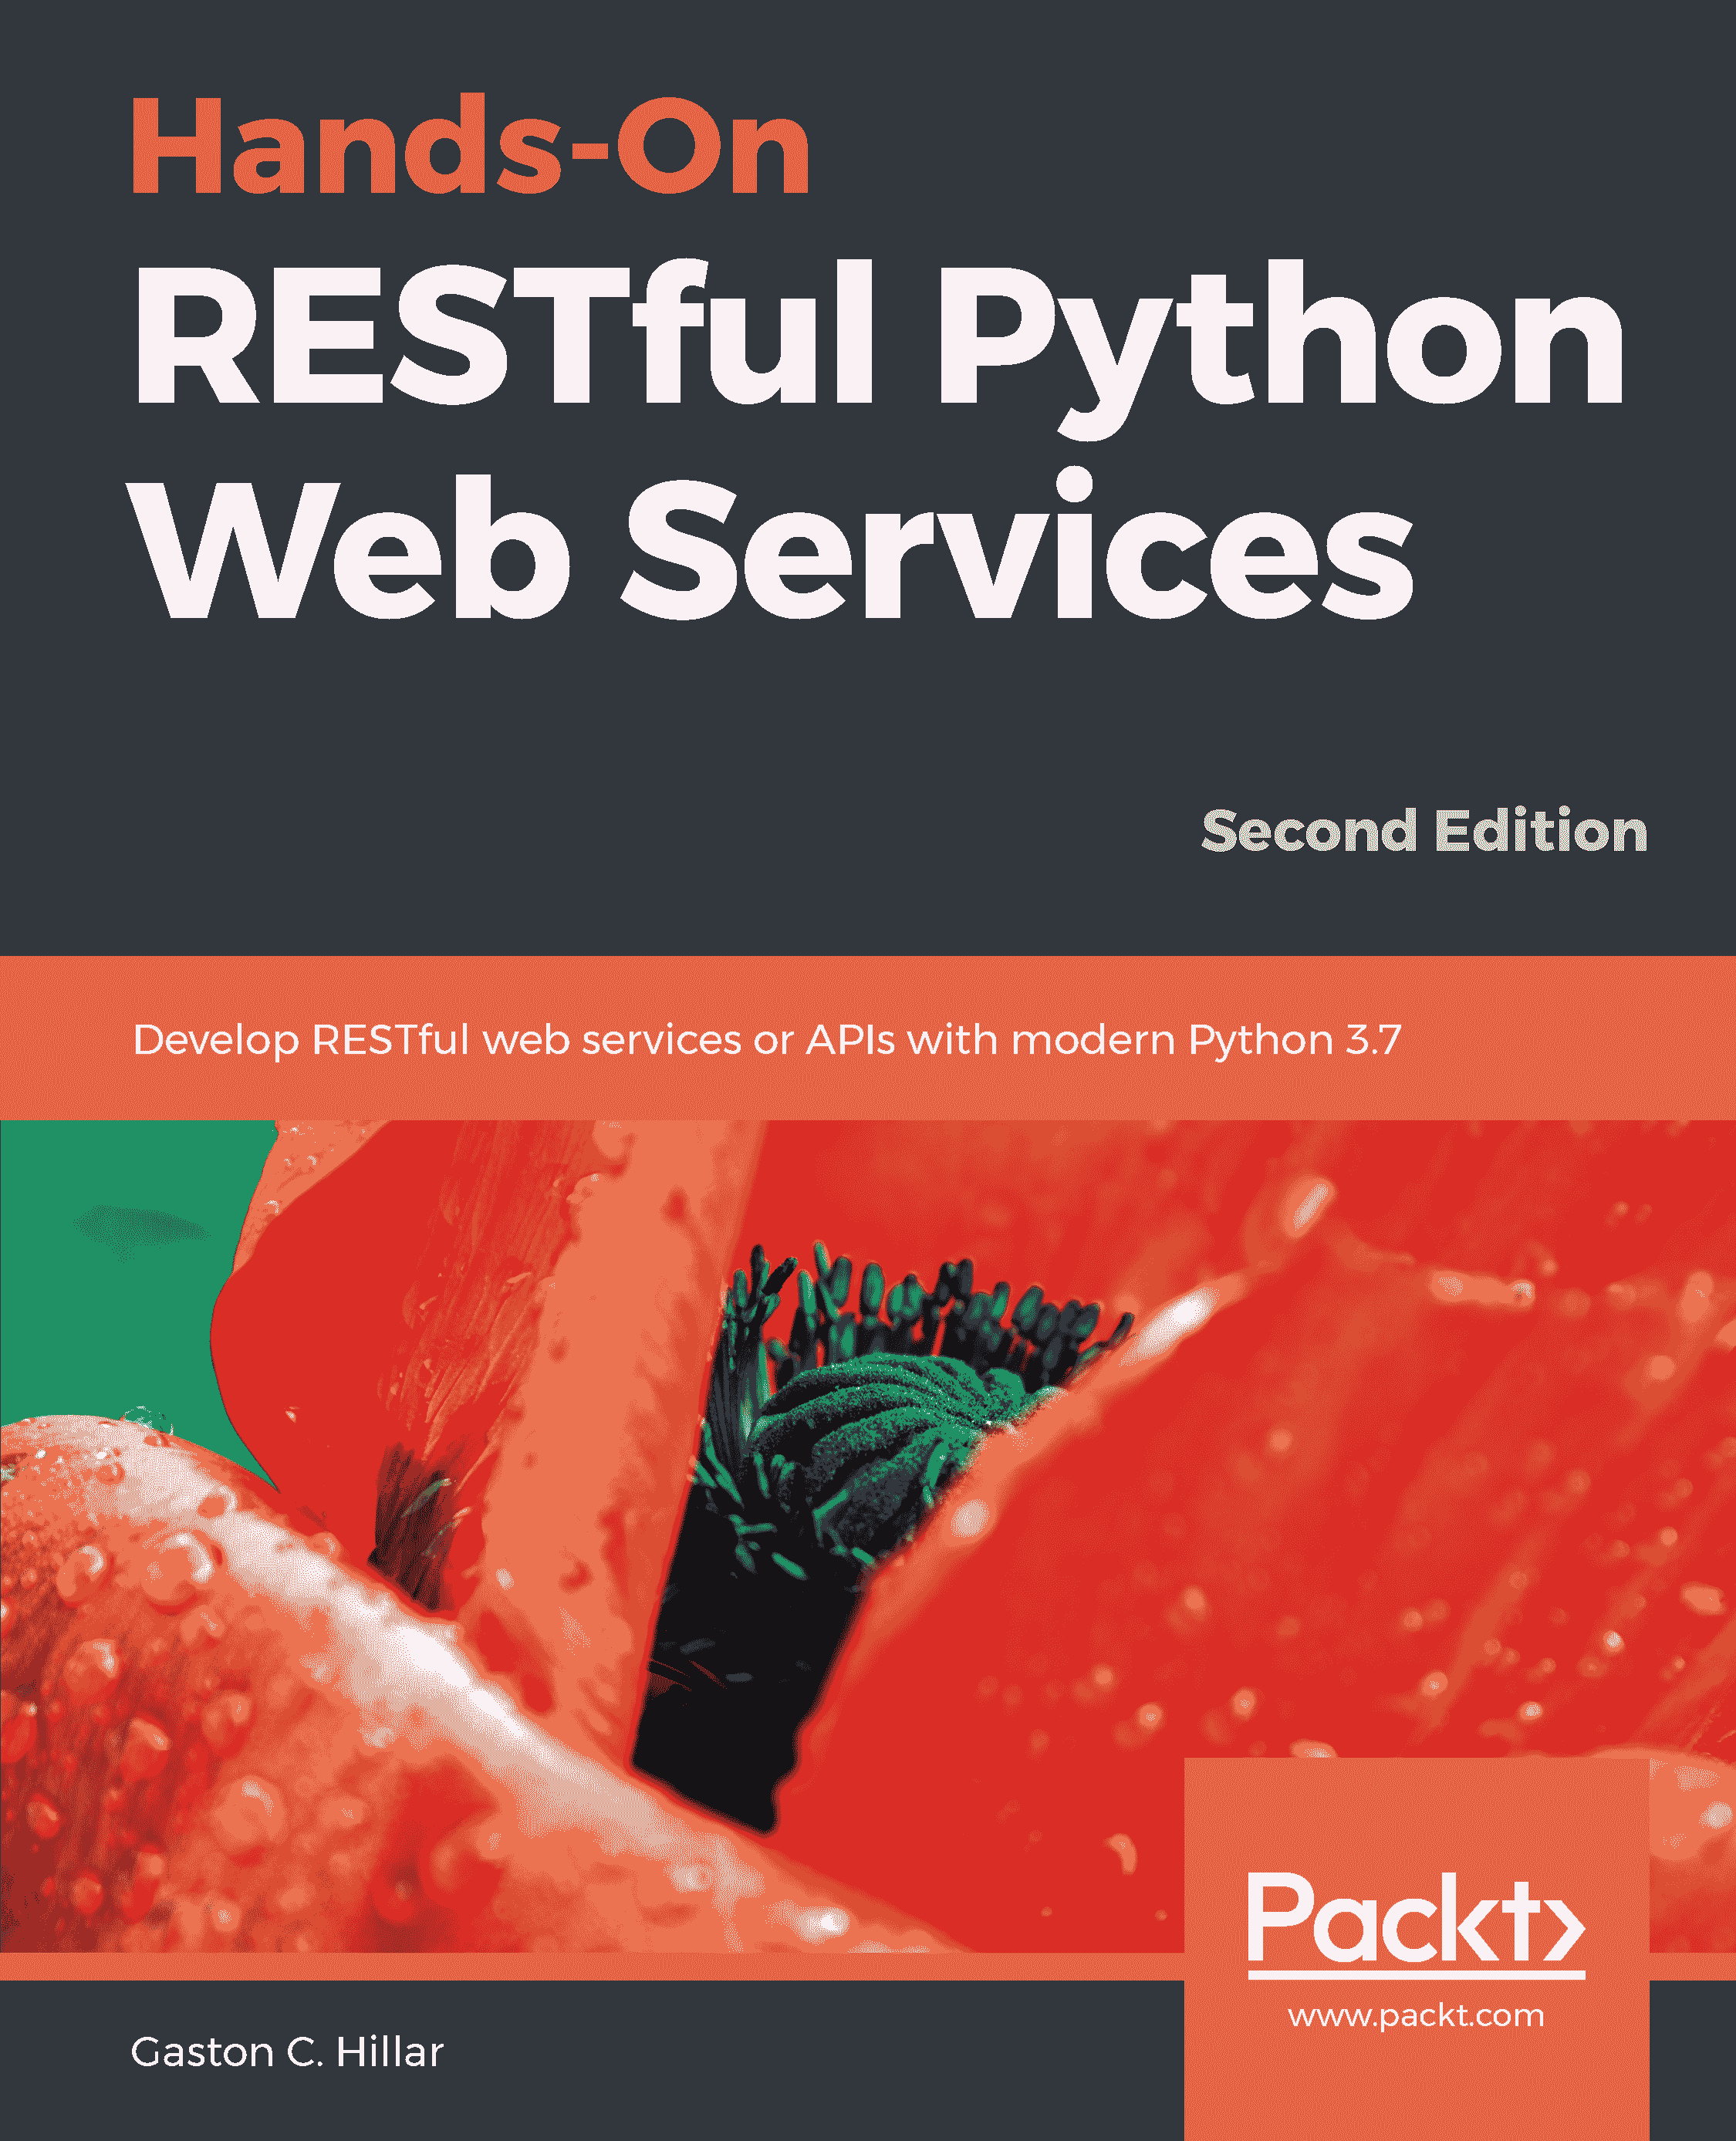 Hands-On
RESTful Python
Web Services
Second Edition
Develop RESTful web services or APIs with modern Python 3.7
Packt>
www.packt.com
Gaston C. Hillar